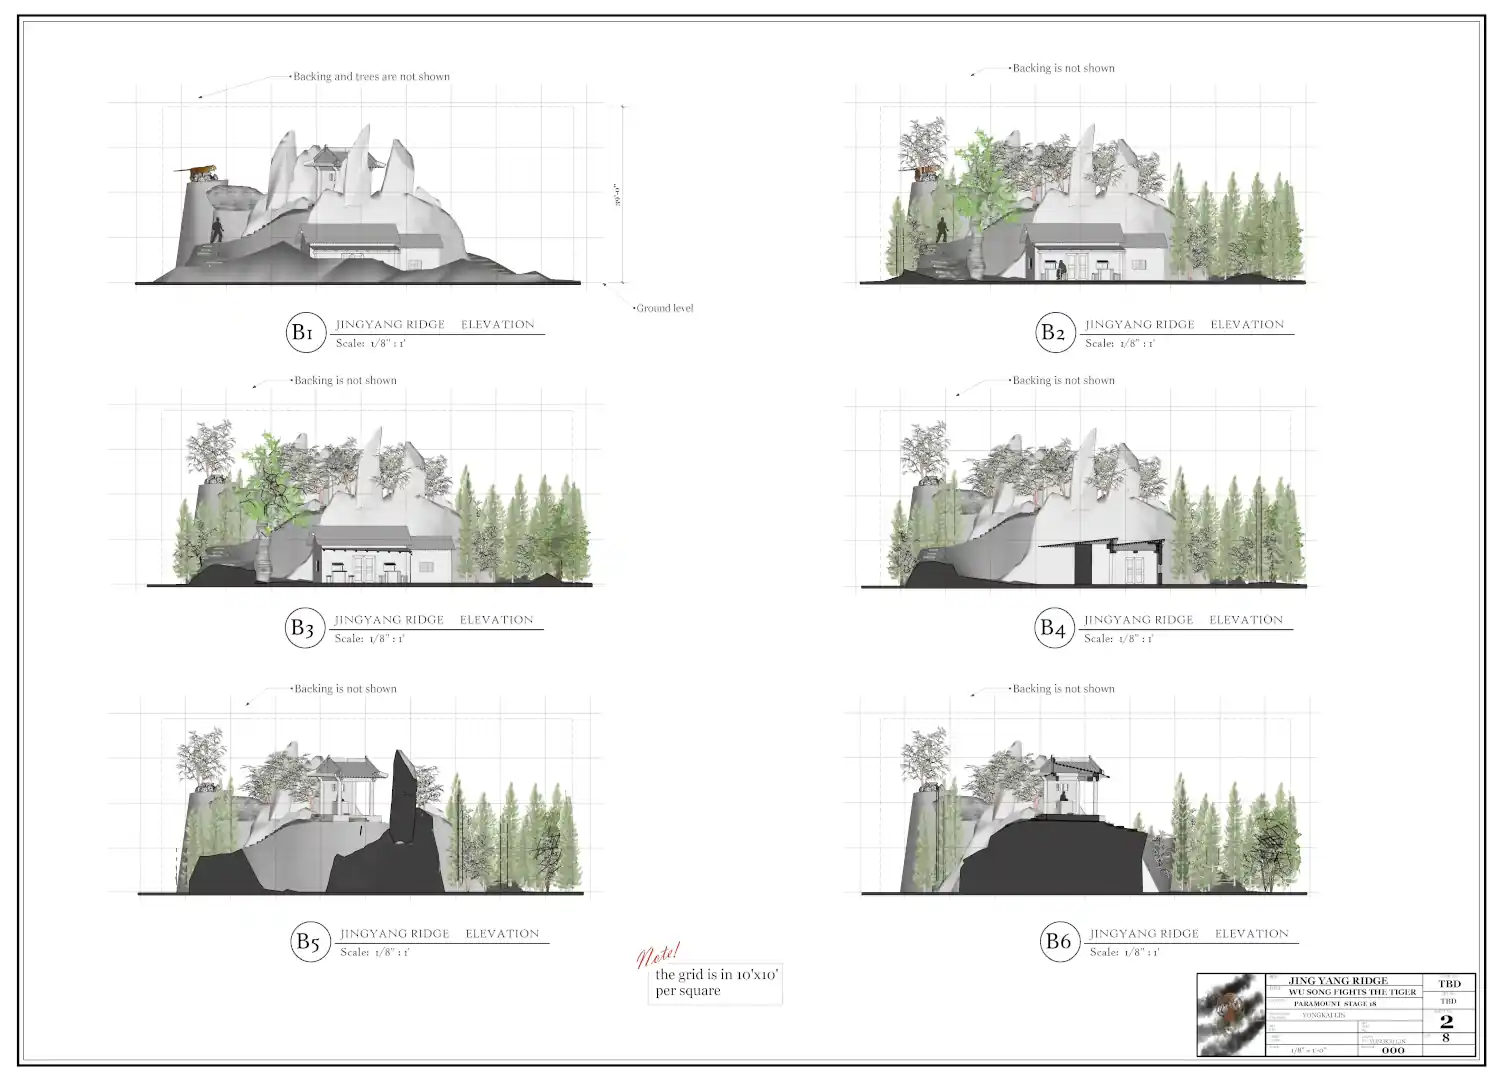 •Backing and trees are not shown
39'-0"
•Ground level
B1
JINGYANG RIDGE ELEVATION
Scale: 1/8" : 1'
•Backing is not shown
B2
JINGYANG RIDGE ELEVATION
Scale: 1/8" : 1'
•Backing is not shown
B3
JINGYANG RIDGE ELEVATION
Scale: 1/8" : 1'
•Backing is not shown
B4
JINGYANG RIDGE ELEVATION
Scale: 1/8" : 1'
•Backing is not shown
B5
JINGYANG RIDGE ELEVATION
Scale: 1/8" : 1'
•Backing is not shown
B6
JINGYANG RIDGE ELEVATION
Scale: 1/8" : 1'
Note!
the grid is in 10'x10'
per square
JING YANG RIDGE
WU SONG FIGHTS THE TIGER
PARAMOUNT STAGE 18
YONGKAI LIN
YONGKAI LIN
1/8" = 1'-0"
000
TBD
TBD
2
8